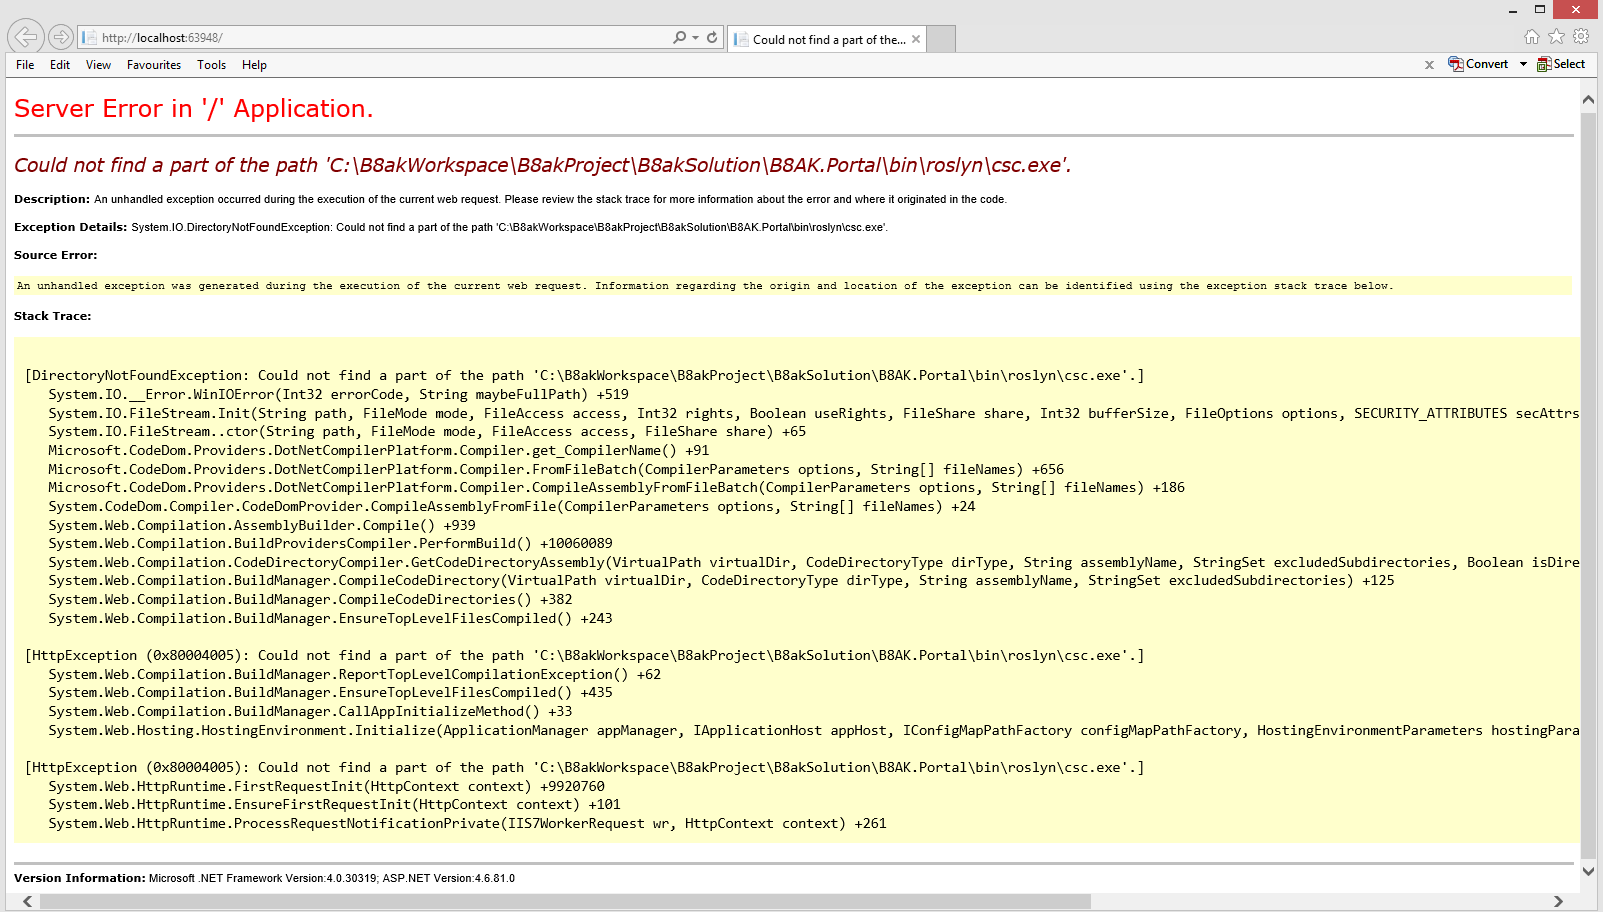 http://localhost:63948/
Could not find a part of the...
File Edit View Favourites Tools Help
x Convert Select
Server Error in '/' Application.
Could not find a part of the path 'C:\B8akWorkspace\B8akProject\B8akSolution\B8AK.Portal\bin\roslyn\csc.exe'.
Description: An unhandled exception occurred during the execution of the current web request. Please review the stack trace for more information about the error and where it originated in the code.
Exception Details: System.IO.DirectoryNotFoundException: Could not find a part of the path 'C:\B8akWorkspace\B8akProject\B8akSolution\B8AK.Portal\bin\roslyn\csc.exe'.
Source Error:
An unhandled exception was generated during the execution of the current web request. Information regarding the origin and location of the exception can be identified using the exception stack trace below.
Stack Trace:
[DirectoryNotFoundException: Could not find a part of the path 'C:\B8akWorkspace\B8akProject\B8akSolution\B8AK.Portal\bin\roslyn\csc.exe'.]
System.IO.__Error.WinIOError(Int32 errorCode, String maybeFullPath) +519
System.IO.FileStream.Init(String path, FileMode mode, FileAccess access, Int32 rights, Boolean useRights, FileShare share, Int32 bufferSize, FileOptions options, SECURITY_ATTRIBUTES secAttrs
System.IO.FileStream..ctor(String path, FileMode mode, FileAccess access, FileShare share) +65
Microsoft.CodeDom.Providers.DotNetCompilerPlatform.Compiler.get_CompilerName() +91
Microsoft.CodeDom.Providers.DotNetCompilerPlatform.Compiler.FromFileBatch(CompilerParameters options, String[] fileNames) +656
Microsoft.CodeDom.Providers.DotNetCompilerPlatform.Compiler.CompileAssemblyFromFileBatch(CompilerParameters options, String[] fileNames) +186
System.CodeDom.Compiler.CodeDomProvider.CompileAssemblyFromFile(CompilerParameters options, String[] fileNames) +24
System.Web.Compilation.AssemblyBuilder.Compile() +939
System.Web.Compilation.BuildProvidersCompiler.PerformBuild() +10060089
System.Web.Compilation.CodeDirectoryCompiler.GetCodeDirectoryAssembly(VirtualPath virtualDir, CodeDirectoryType dirType, String assemblyName, StringSet excludedSubdirectories, Boolean isDire
System.Web.Compilation.BuildManager.CompileCodeDirectory(VirtualPath virtualDir, CodeDirectoryType dirType, String assemblyName, StringSet excludedSubdirectories) +125
System.Web.Compilation.BuildManager.CompileCodeDirectories() +382
System.Web.Compilation.BuildManager.EnsureTopLevelFilesCompiled() +243
[HttpException (0x80004005): Could not find a part of the path 'C:\B8akWorkspace\B8akProject\B8akSolution\B8AK.Portal\bin\roslyn\csc.exe'.]
System.Web.Compilation.BuildManager.ReportTopLevelCompilationException() +62
System.Web.Compilation.BuildManager.EnsureTopLevelFilesCompiled() +435
System.Web.Compilation.BuildManager.CallAppInitializeMethod() +33
System.Web.Hosting.HostingEnvironment.Initialize(ApplicationManager appManager, IApplicationHost appHost, IConfigMapPathFactory configMapPathFactory, HostingEnvironmentParameters hostingPara
[HttpException (0x80004005): Could not find a part of the path 'C:\B8akWorkspace\B8akProject\B8akSolution\B8AK.Portal\bin\roslyn\csc.exe'.]
System.Web.HttpRuntime.FirstRequestInit(HttpContext context) +9920760
System.Web.HttpRuntime.EnsureFirstRequestInit(HttpContext context) +101
System.Web.HttpRuntime.ProcessRequestNotificationPrivate(IIS7WorkerRequest wr, HttpContext context) +261
Version Information: Microsoft .NET Framework Version:4.0.30319; ASP.NET Version:4.6.81.0